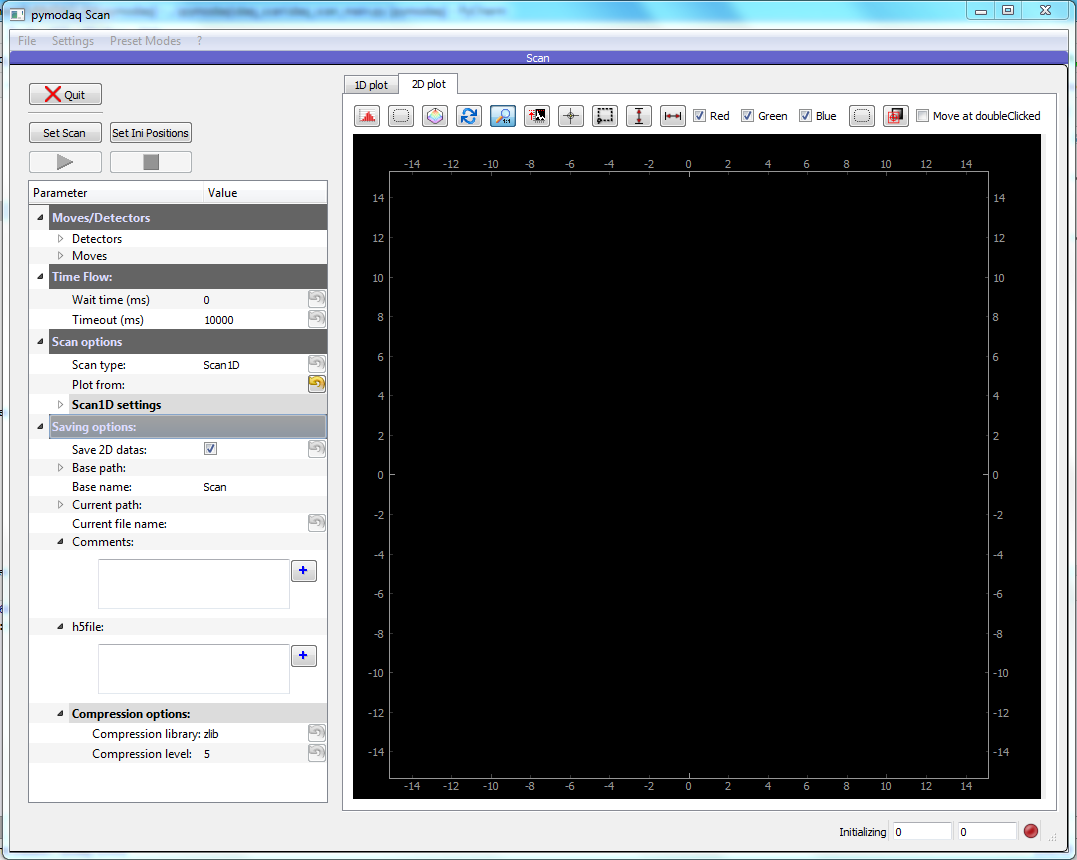 pymodaq Scan
File Settings Preset Modes ?
Scan
Quit
Set Scan Set Ini Positions
Parameter Value
Moves/Detectors
Detectors
Moves
Time Flow:
Wait time (ms) 0
Timeout (ms) 10000
Scan options
Scan type: Scan1D
Plot from:
Scan1D settings
Saving options:
Save 2D datas:
Base path:
Base name: Scan
Current path:
Current file name:
Comments:
+
h5file:
+
Compression options:
Compression library: zlib
Compression level: 5
1D plot 2D plot
1:1 Red Green Blue Move at doubleClicked
-14 -12 -10 -8 -6 -4 -2 0 2 4 6 8 10 12 14
14 14
12 12
10 10
8 8
6 6
4 4
2 2
0 0
-2 -2
-4 -4
-6 -6
-8 -8
-10 -10
-12 -12
-14 -14
-14 -12 -10 -8 -6 -4 -2 0 2 4 6 8 10 12 14
Initializing 0 0